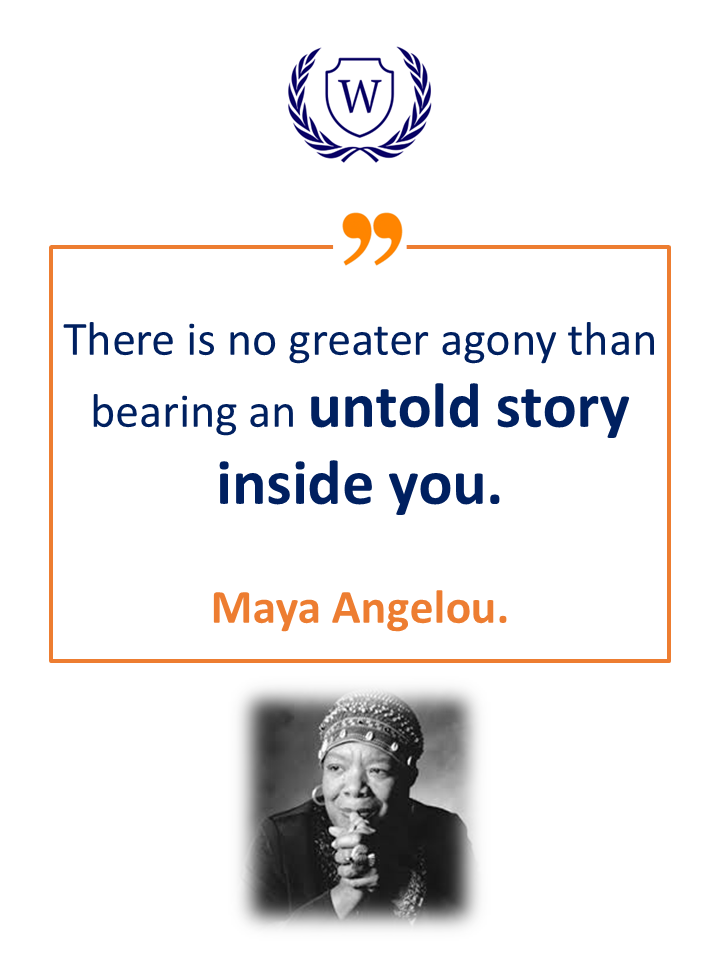 W
”
There is no greater agony than
bearing an untold story
inside you.
Maya Angelou.